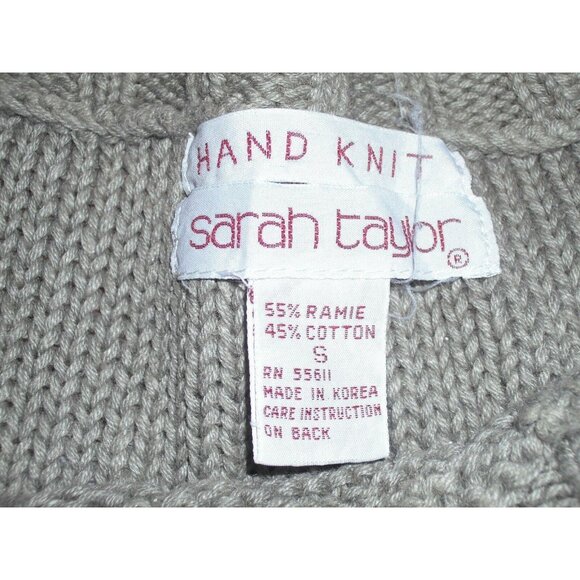 HAND KNIT
sarah taylor®
55% RAMIE
45% COTTON
S
RN 55611
MADE IN KOREA
CARE INSTRUCTION
ON BACK